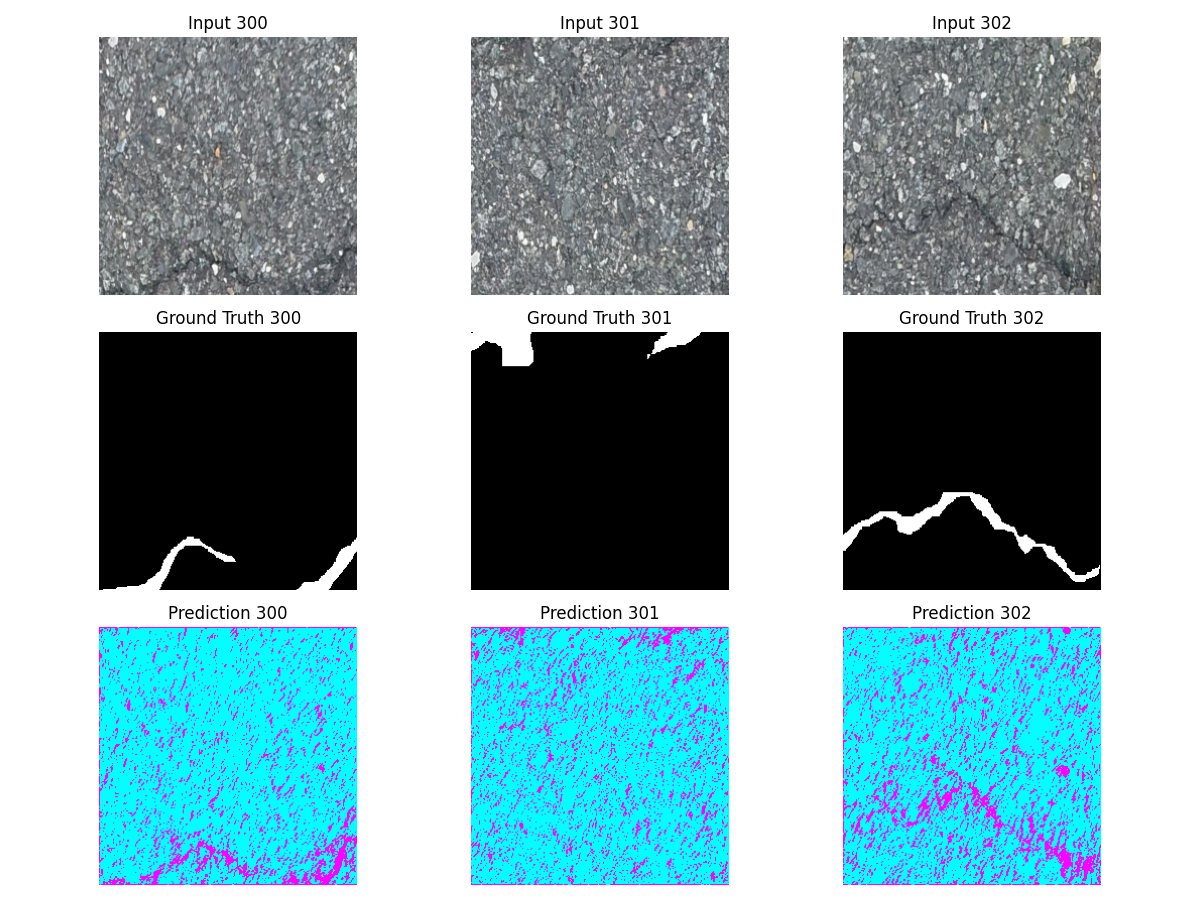 Input 300
Input 301
Input 302
Ground Truth 300
Ground Truth 301
Ground Truth 302
Prediction 300
Prediction 301
Prediction 302